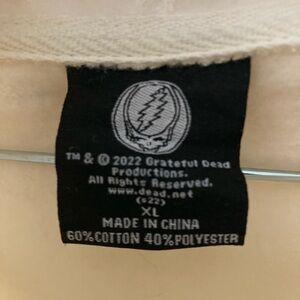 TM & © 2022 Grateful Dead
Productions.
All Rights Reserved.
www.dead.net
(s22)
XL
MADE IN CHINA
60%COTTON 40%POLYESTER